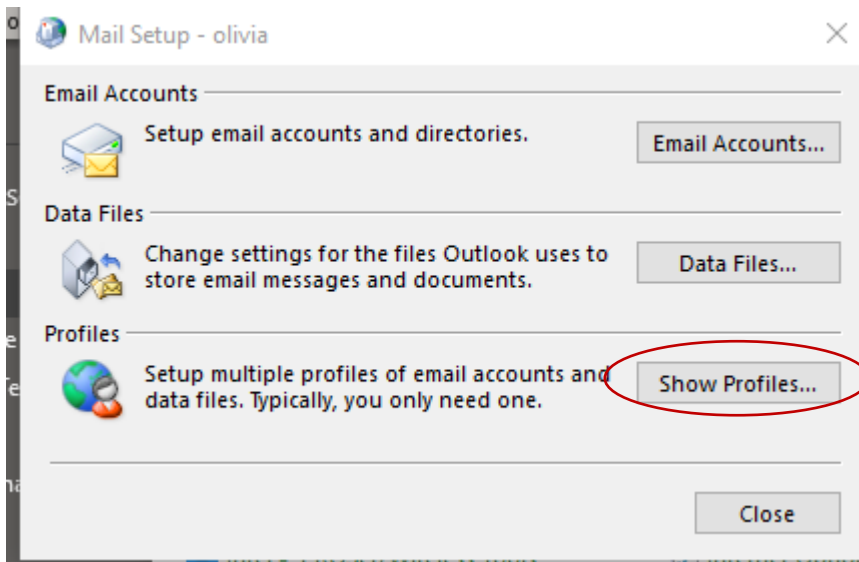 Mail Setup - olivia
Email Accounts
Setup email accounts and directories.
Email Accounts...
Data Files
Change settings for the files Outlook uses to
store email messages and documents.
Data Files...
Profiles
Setup multiple profiles of email accounts and
data files. Typically, you only need one.
Show Profiles...
Close